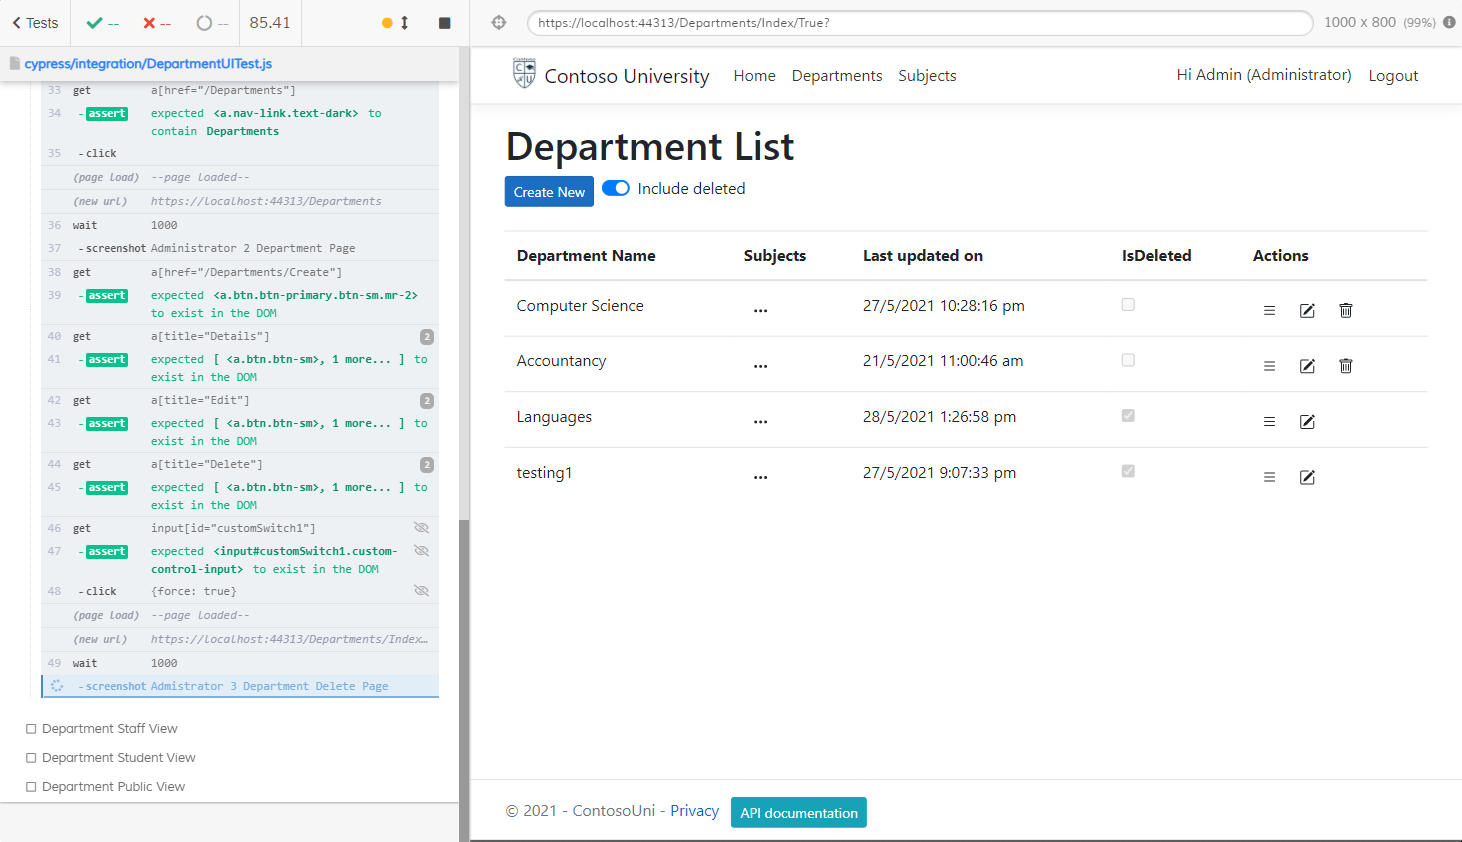 Tests -- -- -- 85.41
https://localhost:44313/Departments/Index/True? 1000 x 800 (99%)
cypress/integration/DepartmentUITest.js
33 get a[href="/Departments"]
34 - assert expected <a.nav-link.text-dark> to
contain Departments
35 - click
(page load) --page loaded--
(new url) https://localhost:44313/Departments
36 wait 1000
37 - screenshot Administrator 2 Department Page
38 get a[href="/Departments/Create"]
39 - assert expected <a.btn.btn-primary.btn-sm.mr-2>
to exist in the DOM
40 get a[title="Details"] 2
41 - assert expected [ <a.btn.btn-sm>, 1 more... ] to
exist in the DOM
42 get a[title="Edit"] 2
43 - assert expected [ <a.btn.btn-sm>, 1 more... ] to
exist in the DOM
44 get a[title="Delete"] 2
45 - assert expected [ <a.btn.btn-sm>, 1 more... ] to
exist in the DOM
46 get input[id="customSwitch1"]
47 - assert expected <input#customSwitch1.custom-
control-input> to exist in the DOM
48 - click {force: true}
(page load) --page loaded--
(new url) https://localhost:44313/Departments/Index…
49 wait 1000
- screenshot Admistrator 3 Department Delete Page
Department Staff View
Department Student View
Department Public View
Contoso University Home Departments Subjects Hi Admin (Administrator) Logout
Department List
Create New Include deleted
Department Name Subjects Last updated on IsDeleted Actions
Computer Science ... 27/5/2021 10:28:16 pm
Accountancy ... 21/5/2021 11:00:46 am
Languages ... 28/5/2021 1:26:58 pm
testing1 ... 27/5/2021 9:07:33 pm
© 2021 - ContosoUni - Privacy API documentation